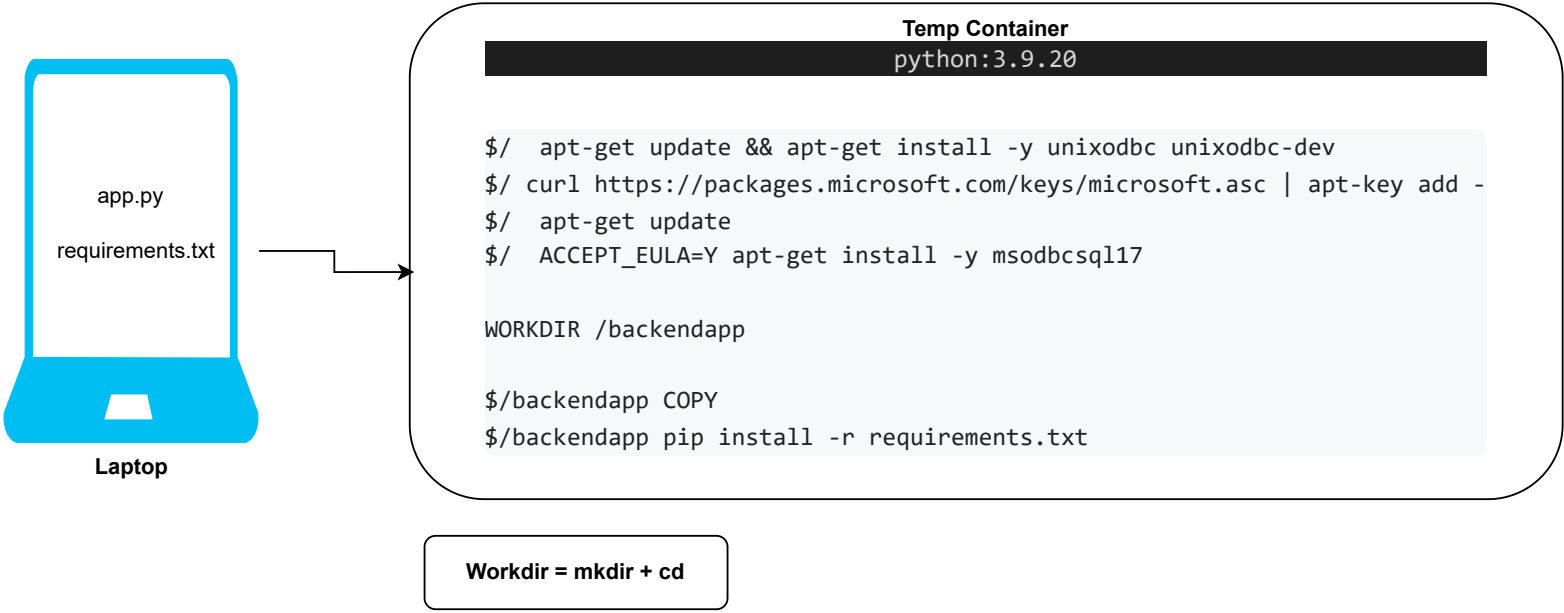 Temp Container
python:3.9.20
app.py
requirements.txt
$/  apt-get update && apt-get install -y unixodbc unixodbc-dev
$/ curl https://packages.microsoft.com/keys/microsoft.asc | apt-key add -
$/  apt-get update
$/  ACCEPT_EULA=Y apt-get install -y msodbcsql17
WORKDIR /backendapp
$/backendapp COPY
$/backendapp pip install -r requirements.txt
Laptop
Workdir = mkdir + cd